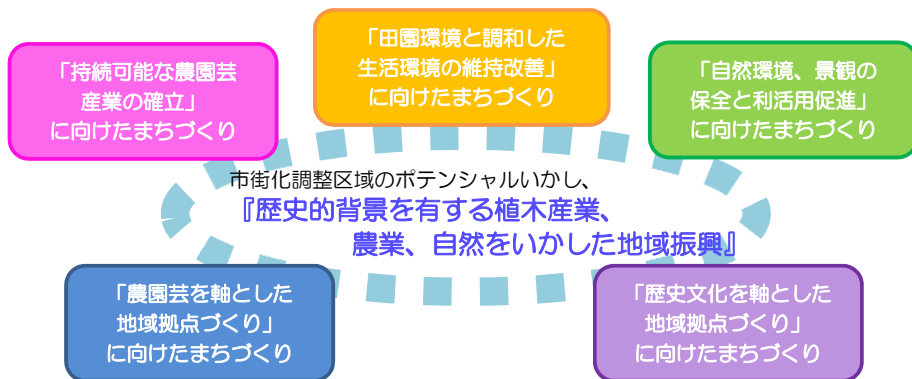 「持続可能な農園芸
産業の確立」
に向けたまちづくり
「田園環境と調和した
生活環境の維持改善」
に向けたまちづくり
「自然環境、景観の
保全と利活用促進」
に向けたまちづくり
市街化調整区域のポテンシャルいかし、
『歴史的背景を有する植木産業、
農業、自然をいかした地域振興』
「農園芸を軸とした
地域拠点づくり」
に向けたまちづくり
「歴史文化を軸とした
地域拠点づくり」
に向けたまちづくり